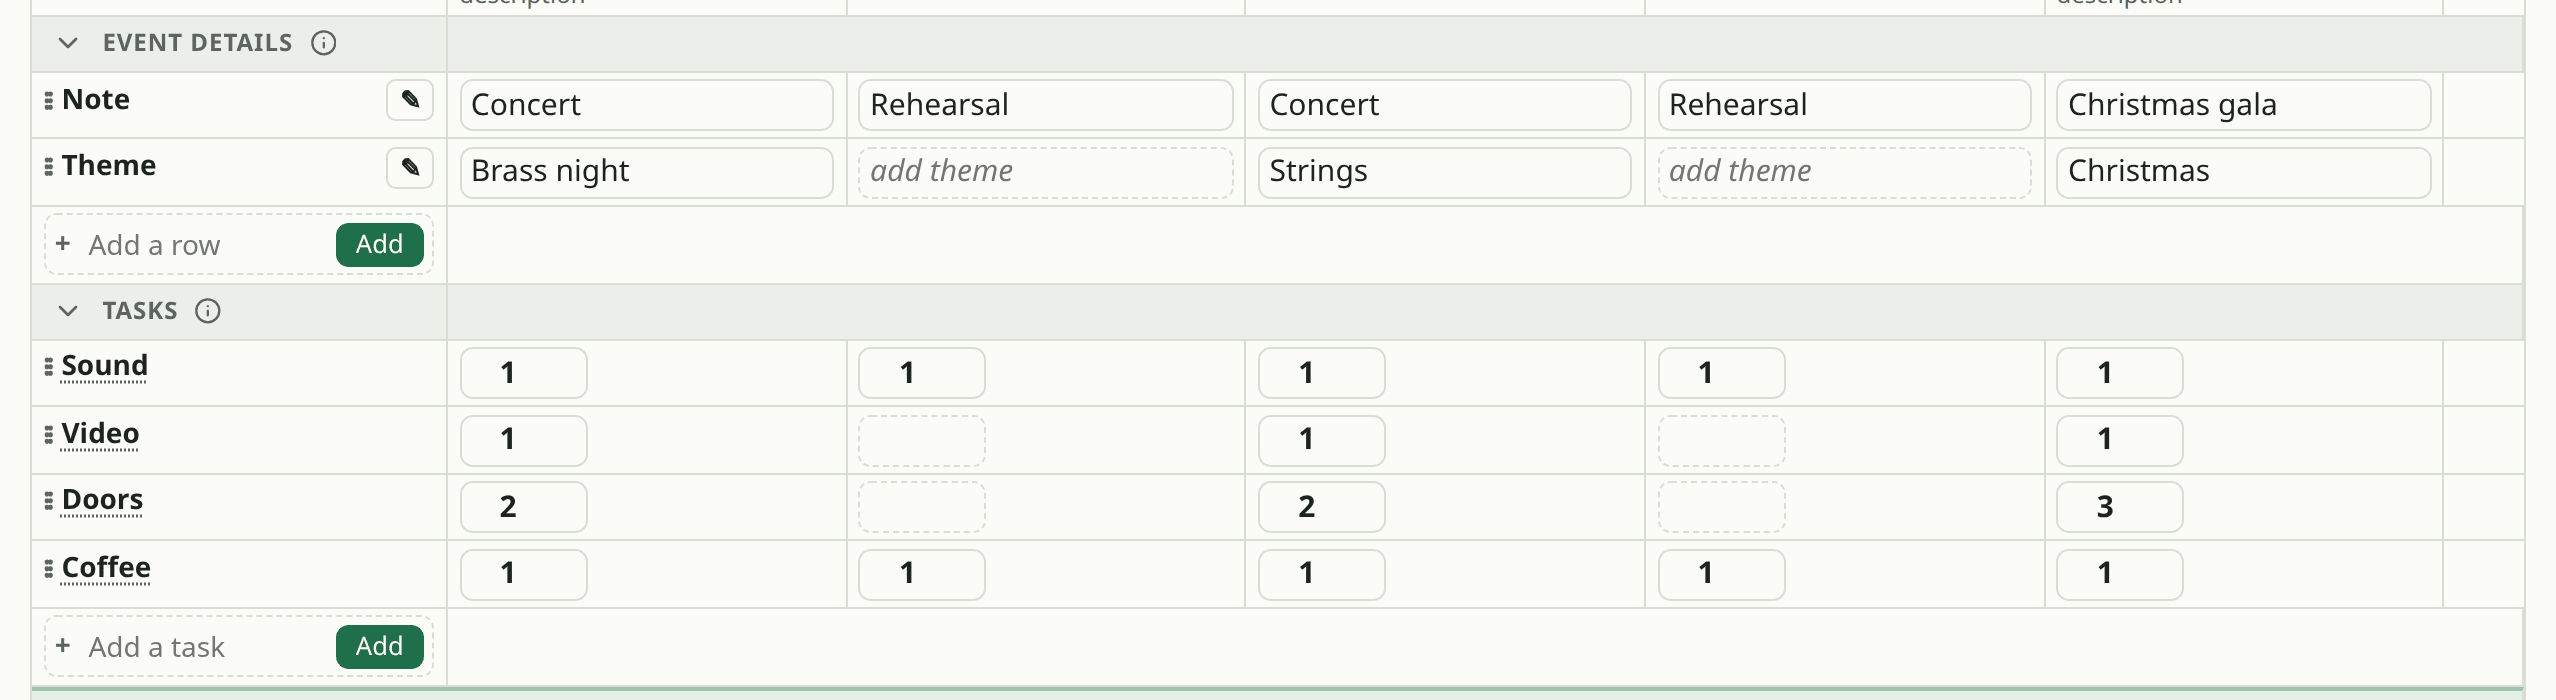 description description
EVENT DETAILS
Note Concert Rehearsal Concert Rehearsal Christmas gala
Theme Brass night add theme Strings add theme Christmas
+ Add a row Add
TASKS
Sound 1 1 1 1 1
Video 1 1 1
Doors 2 2 3
Coffee 1 1 1 1 1
+ Add a task Add